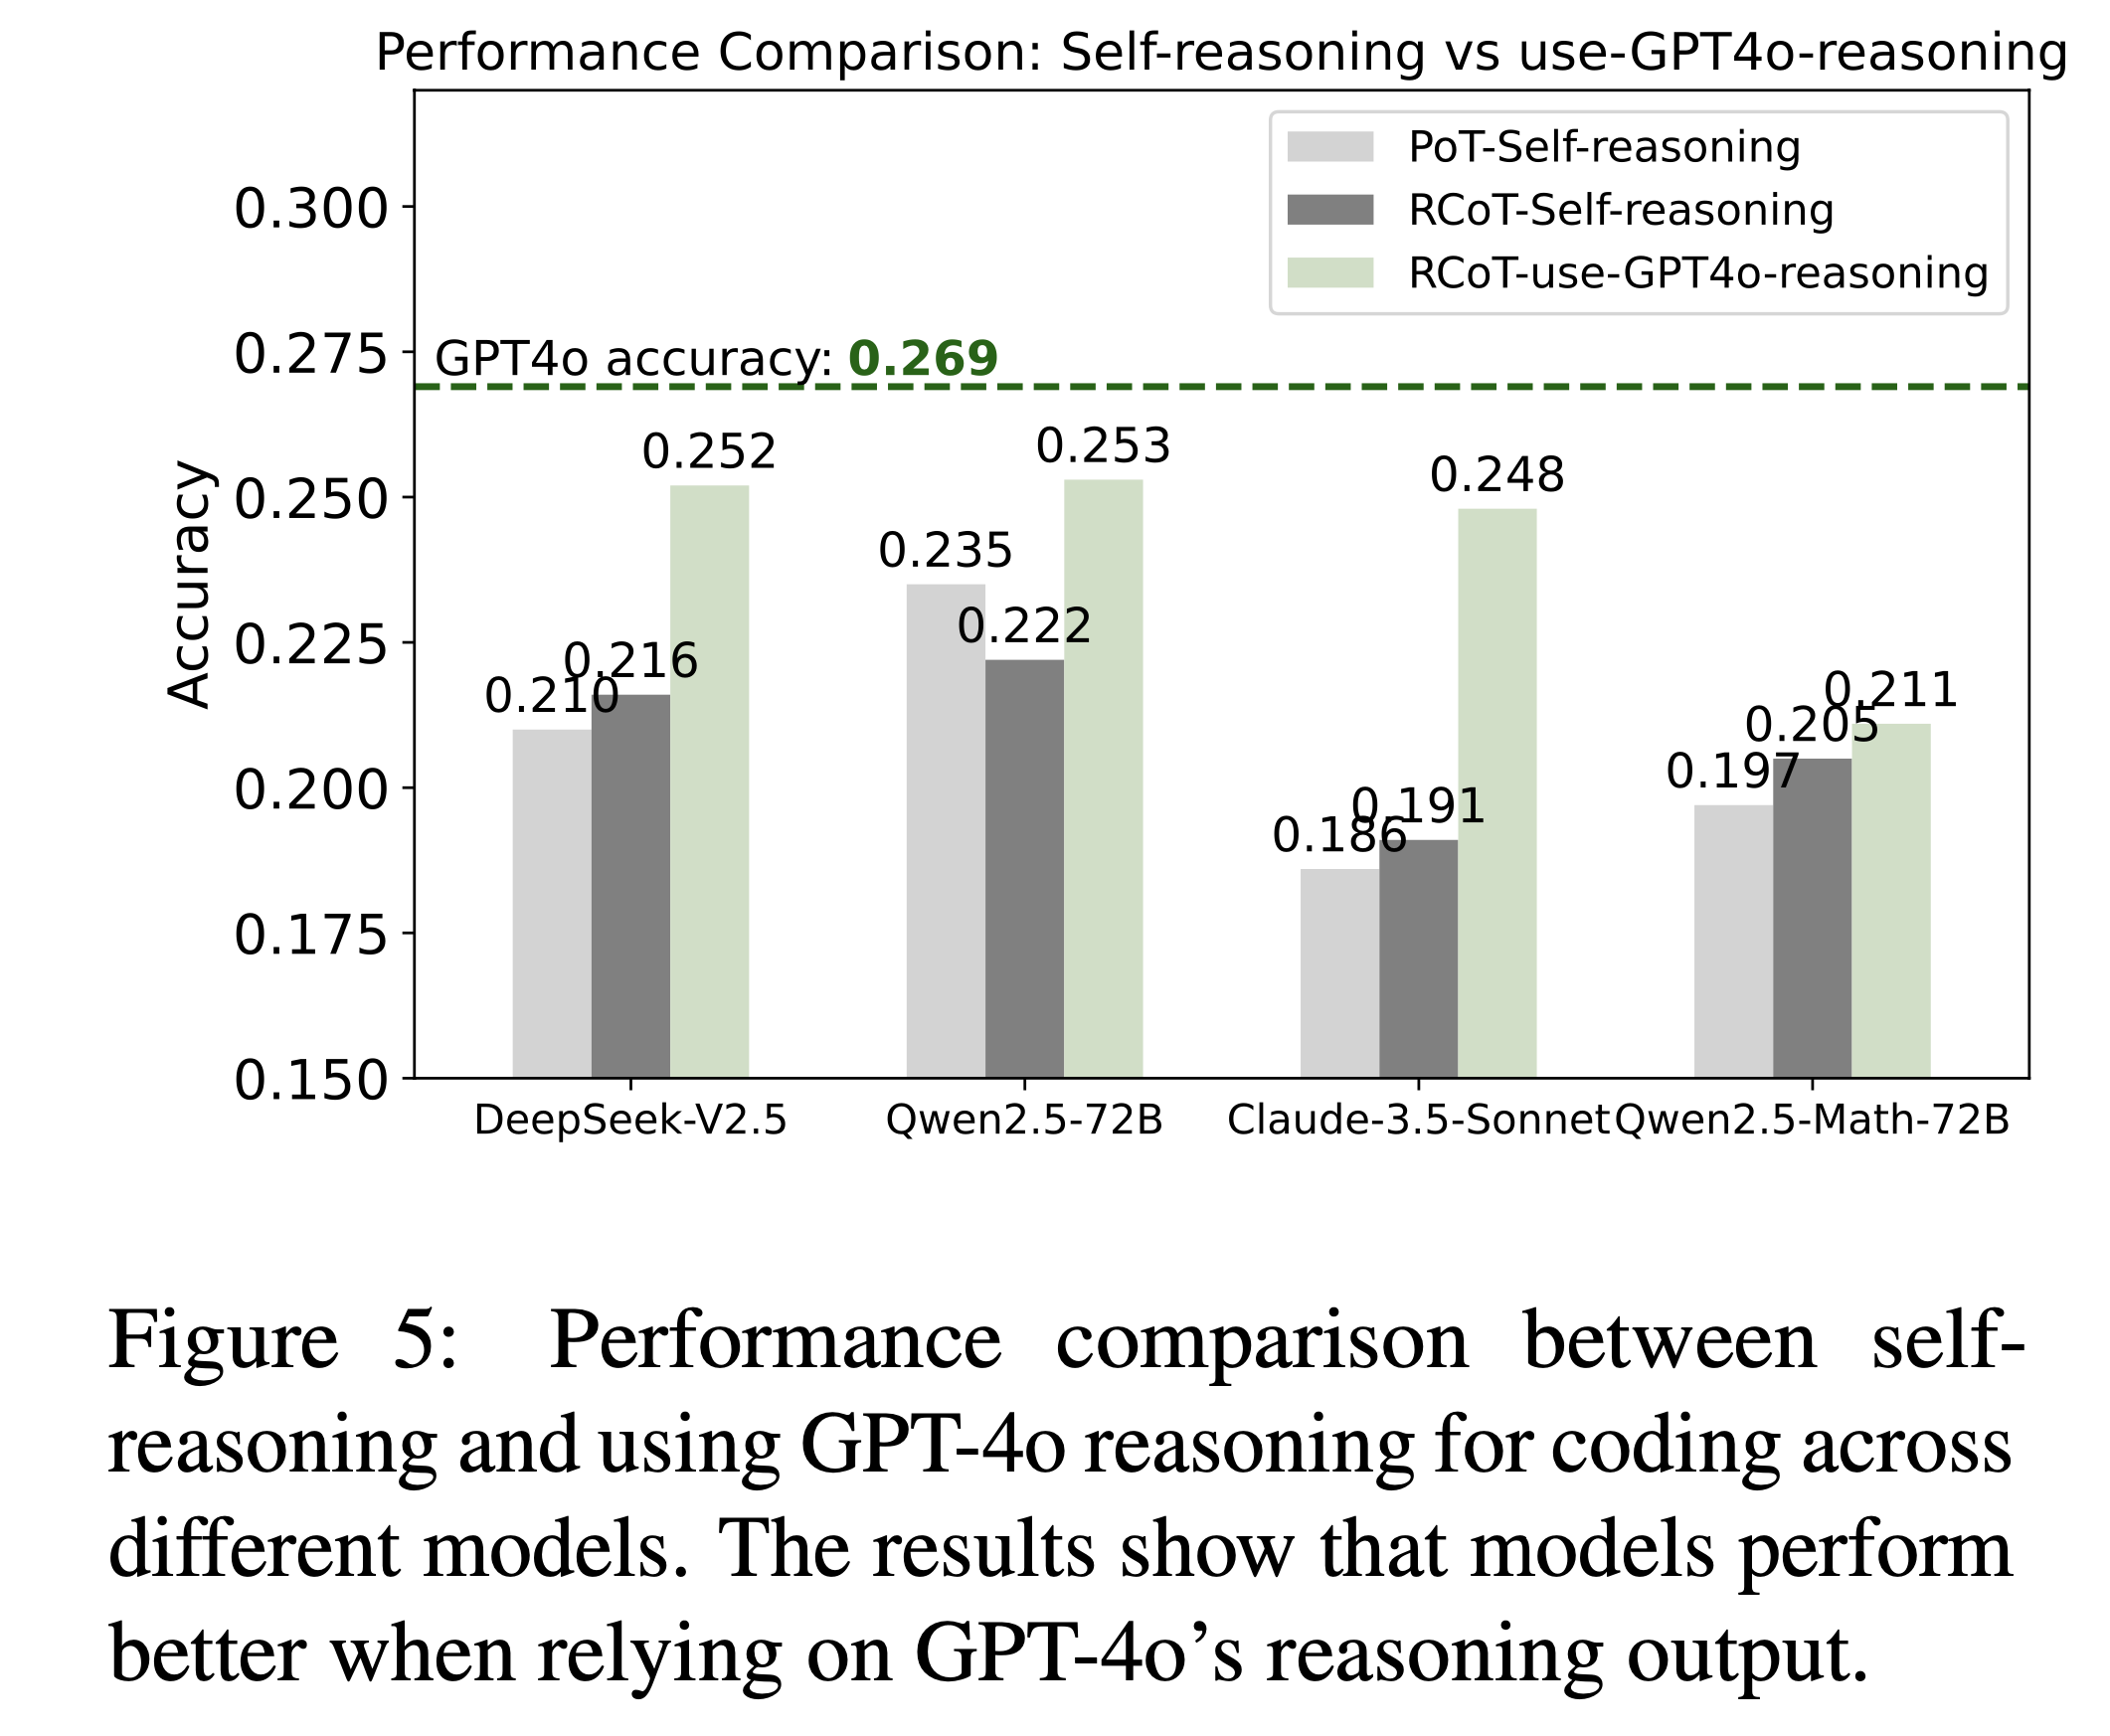 Performance Comparison: Self-reasoning vs use-GPT4o-reasoning
PoT-Self-reasoning
RCoT-Self-reasoning
RCoT-use-GPT4o-reasoning
0.300
0.275
0.250
0.225
0.200
0.175
0.150
Accuracy
GPT4o accuracy: 0.269
0.210
0.216
0.252
0.235
0.222
0.253
0.186
0.191
0.248
0.197
0.205
0.211
DeepSeek-V2.5
Qwen2.5-72B
Claude-3.5-Sonnet
Qwen2.5-Math-72B
Figure 5: Performance comparison between self-
reasoning and using GPT-4o reasoning for coding across
different models. The results show that models perform
better when relying on GPT-4o’s reasoning output.